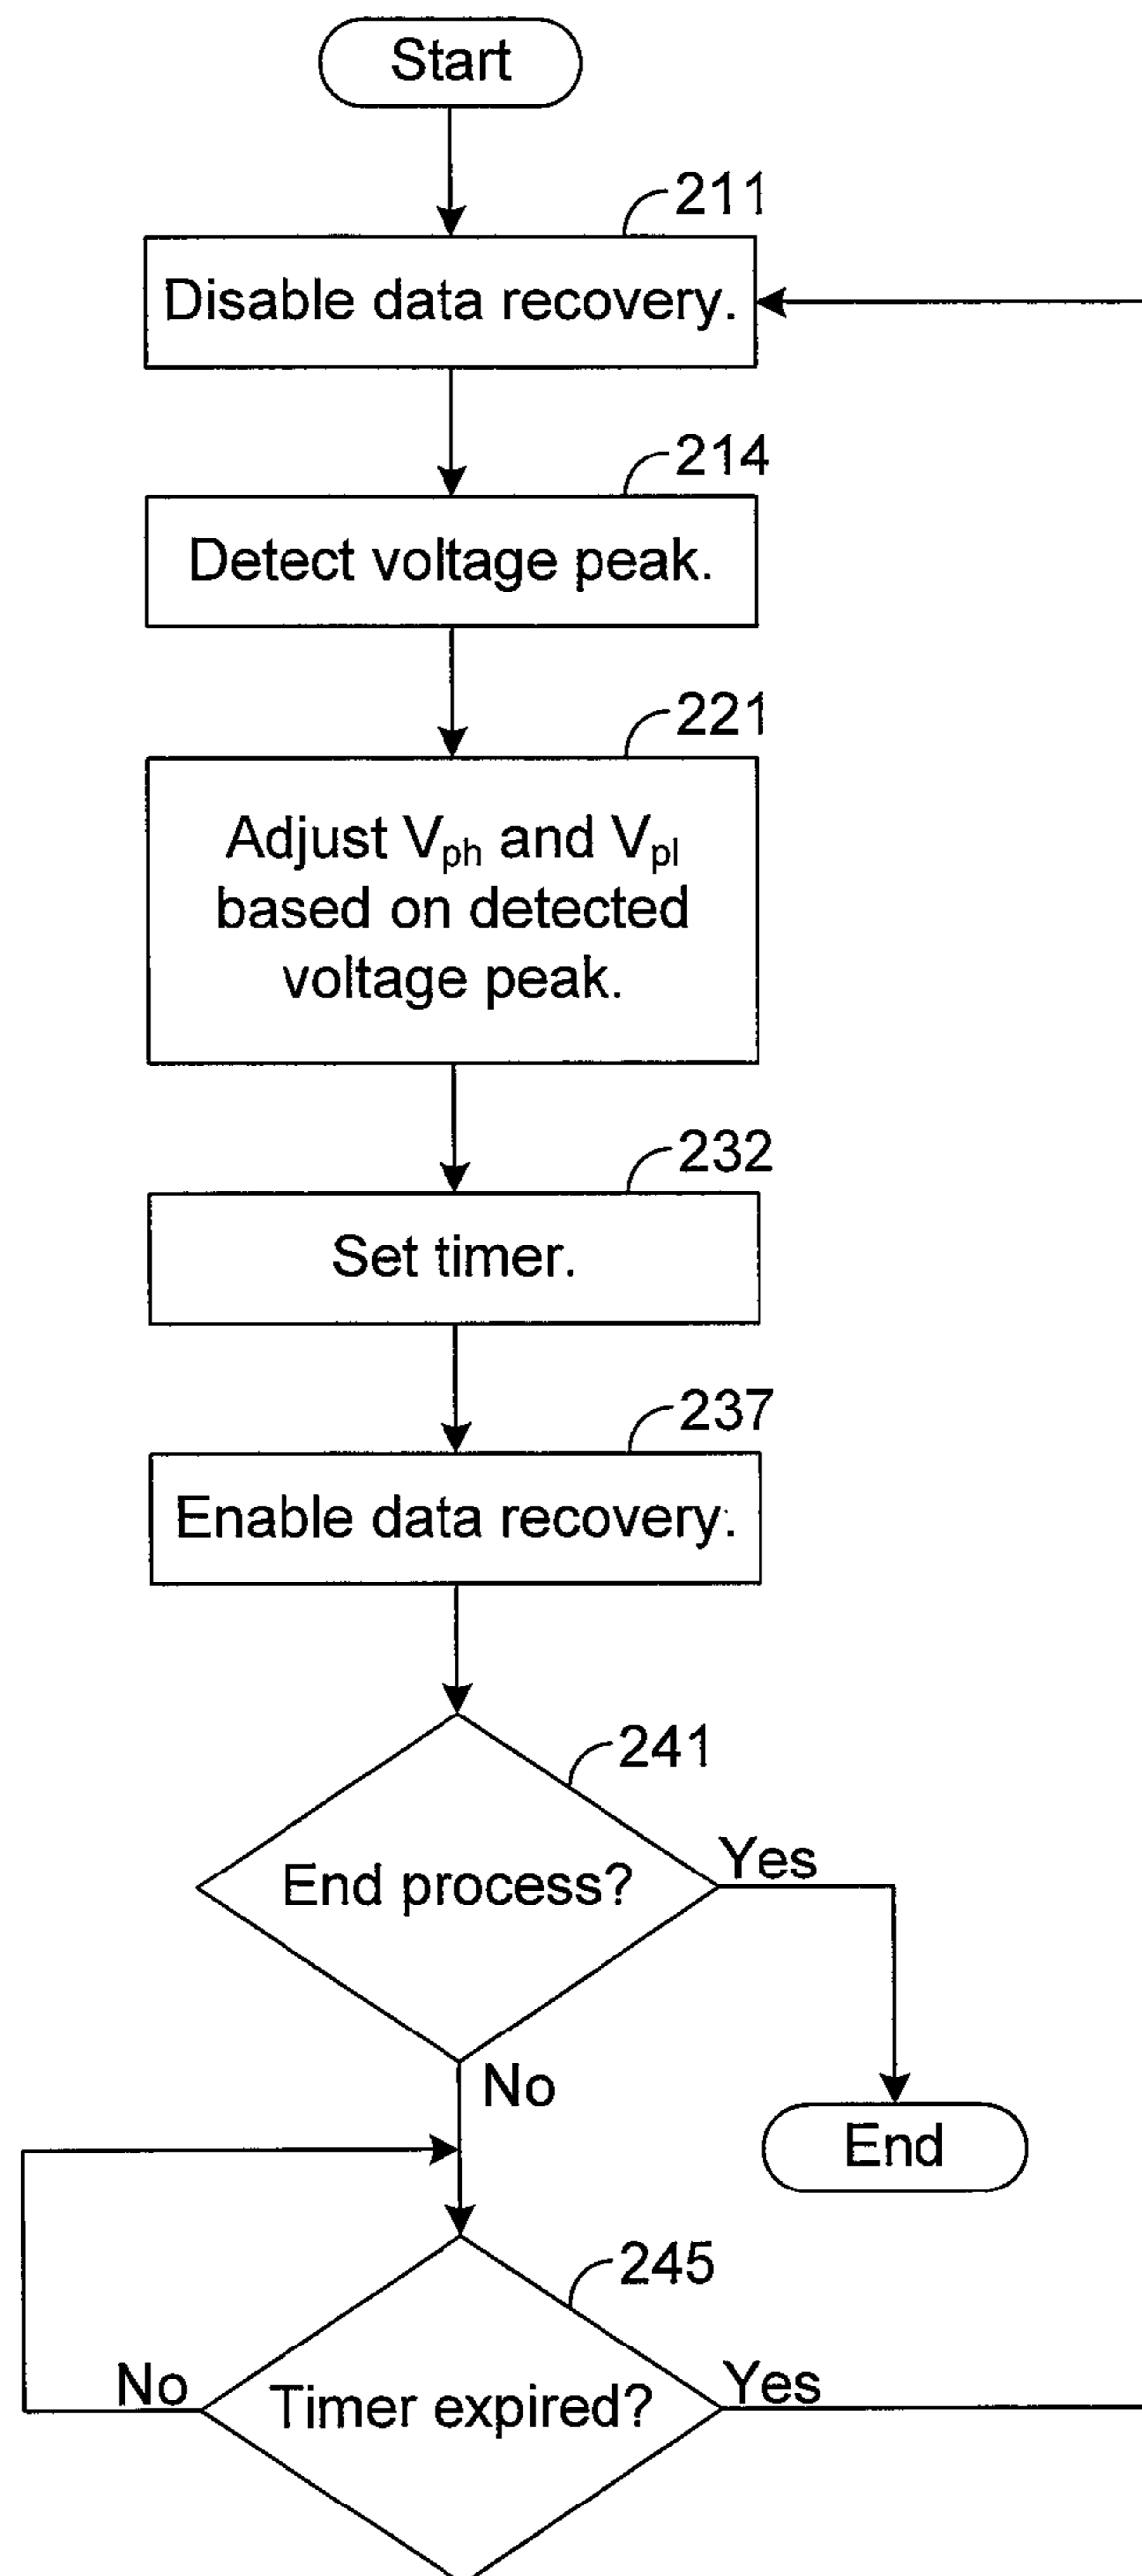 Start
211
Disable data recovery.
214
Detect voltage peak.
221
Adjust Vph and Vpl
based on detected
voltage peak.
232
Set timer.
237
Enable data recovery.
241
End process?
Yes
No
End
245
Timer expired?
No
Yes